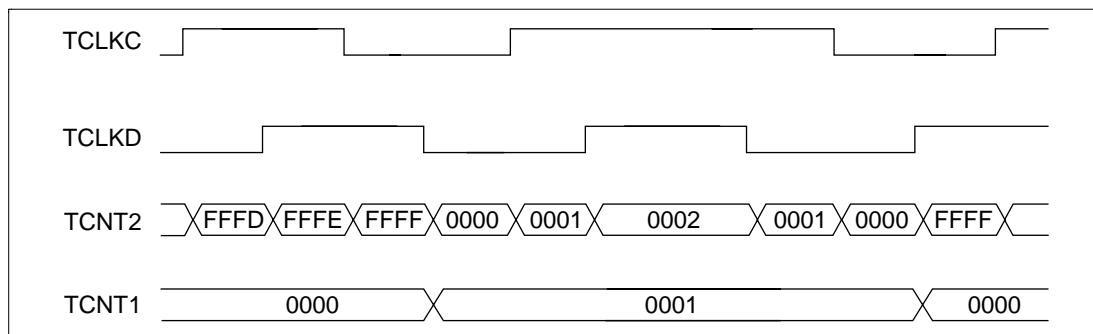 TCLKC
TCLKD
TCNT2 FFFD FFFE FFFF 0000 0001 0002 0001 0000 FFFF
TCNT1 0000 0001 0000